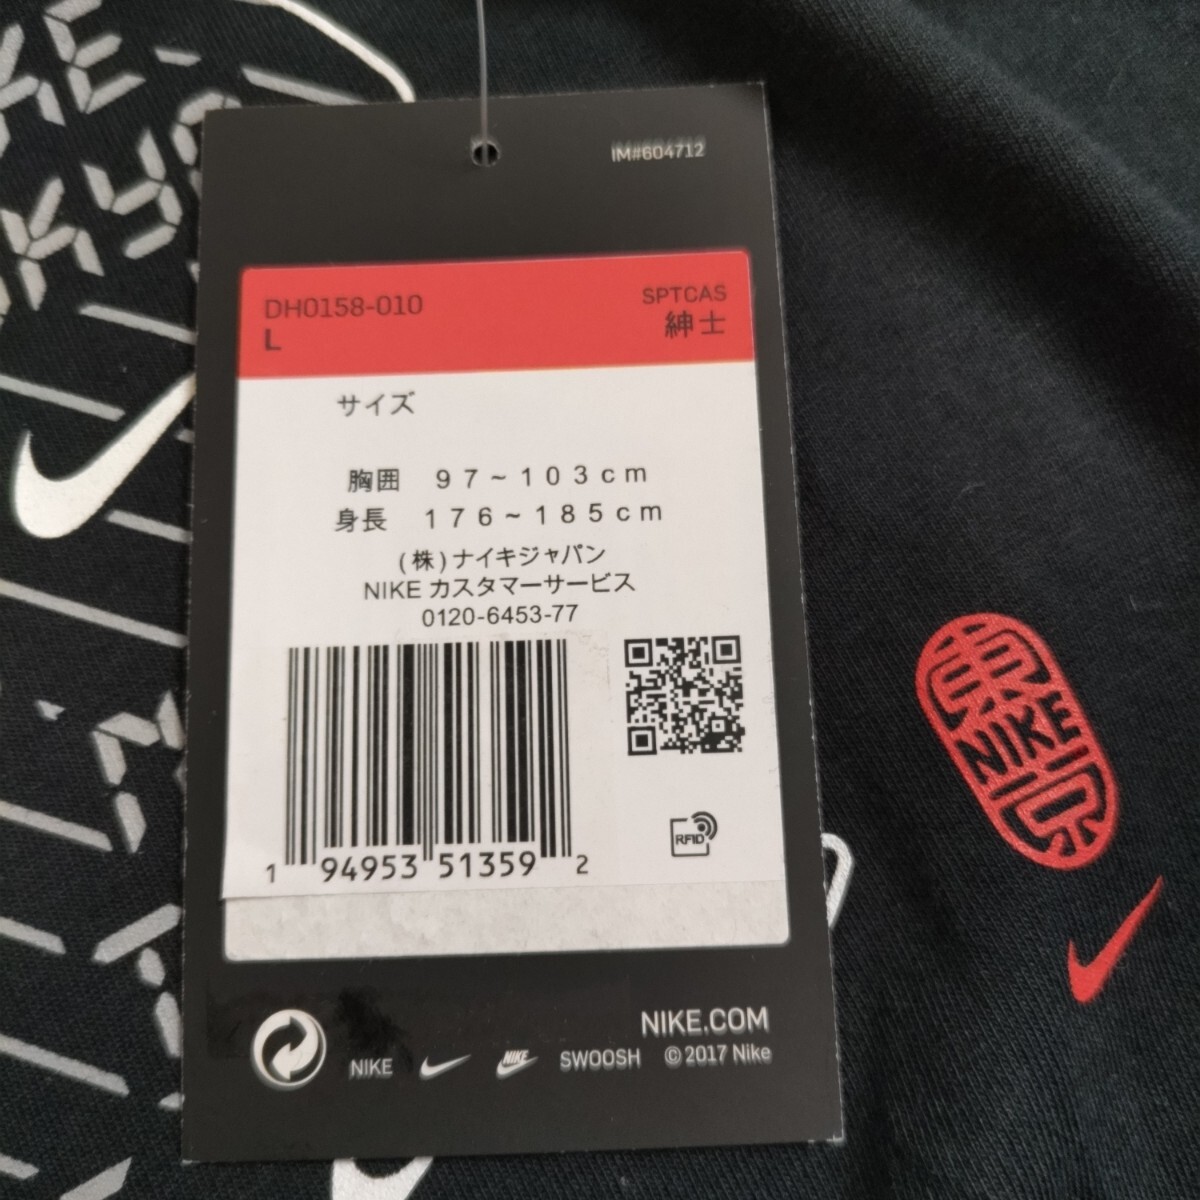 IM#604712
DH0158-010
L
SPTCAS
紳士
サイズ
胸囲 97~103cm
身長 176~185cm
(株)ナイキジャパン
NIKE カスタマーサービス
0120-6453-77
1 94953 51359 2
RFID
NIKE.COM
NIKE NIKE SWOOSH © 2017 Nike
東
NIKE
京